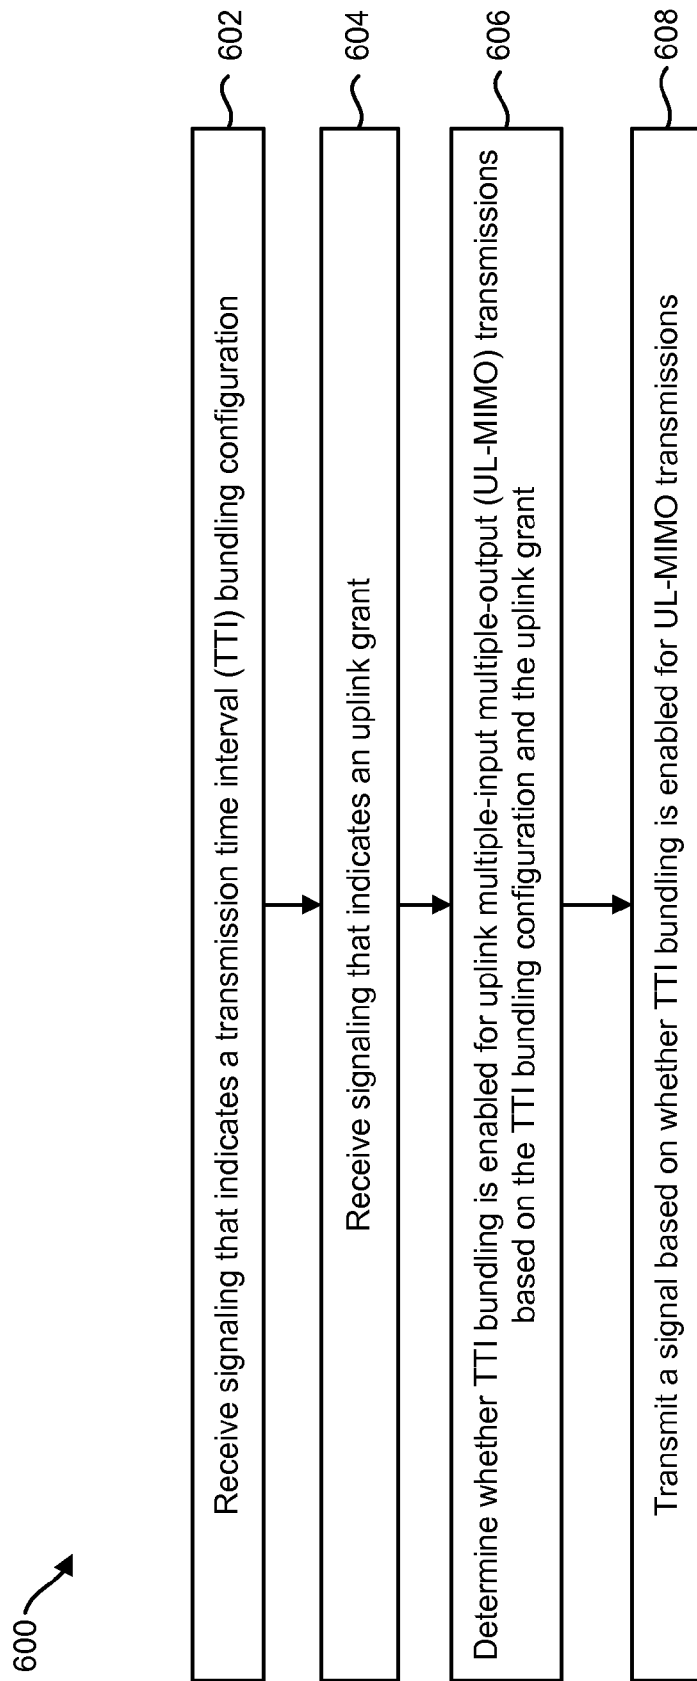 600
Receive signaling that indicates a transmission time interval (TTI) bundling configuration
602
Receive signaling that indicates an uplink grant
604
Determine whether TTI bundling is enabled for uplink multiple-input multiple-output (UL-MIMO) transmissions
based on the TTI bundling configuration and the uplink grant
606
Transmit a signal based on whether TTI bundling is enabled for UL-MIMO transmissions
608